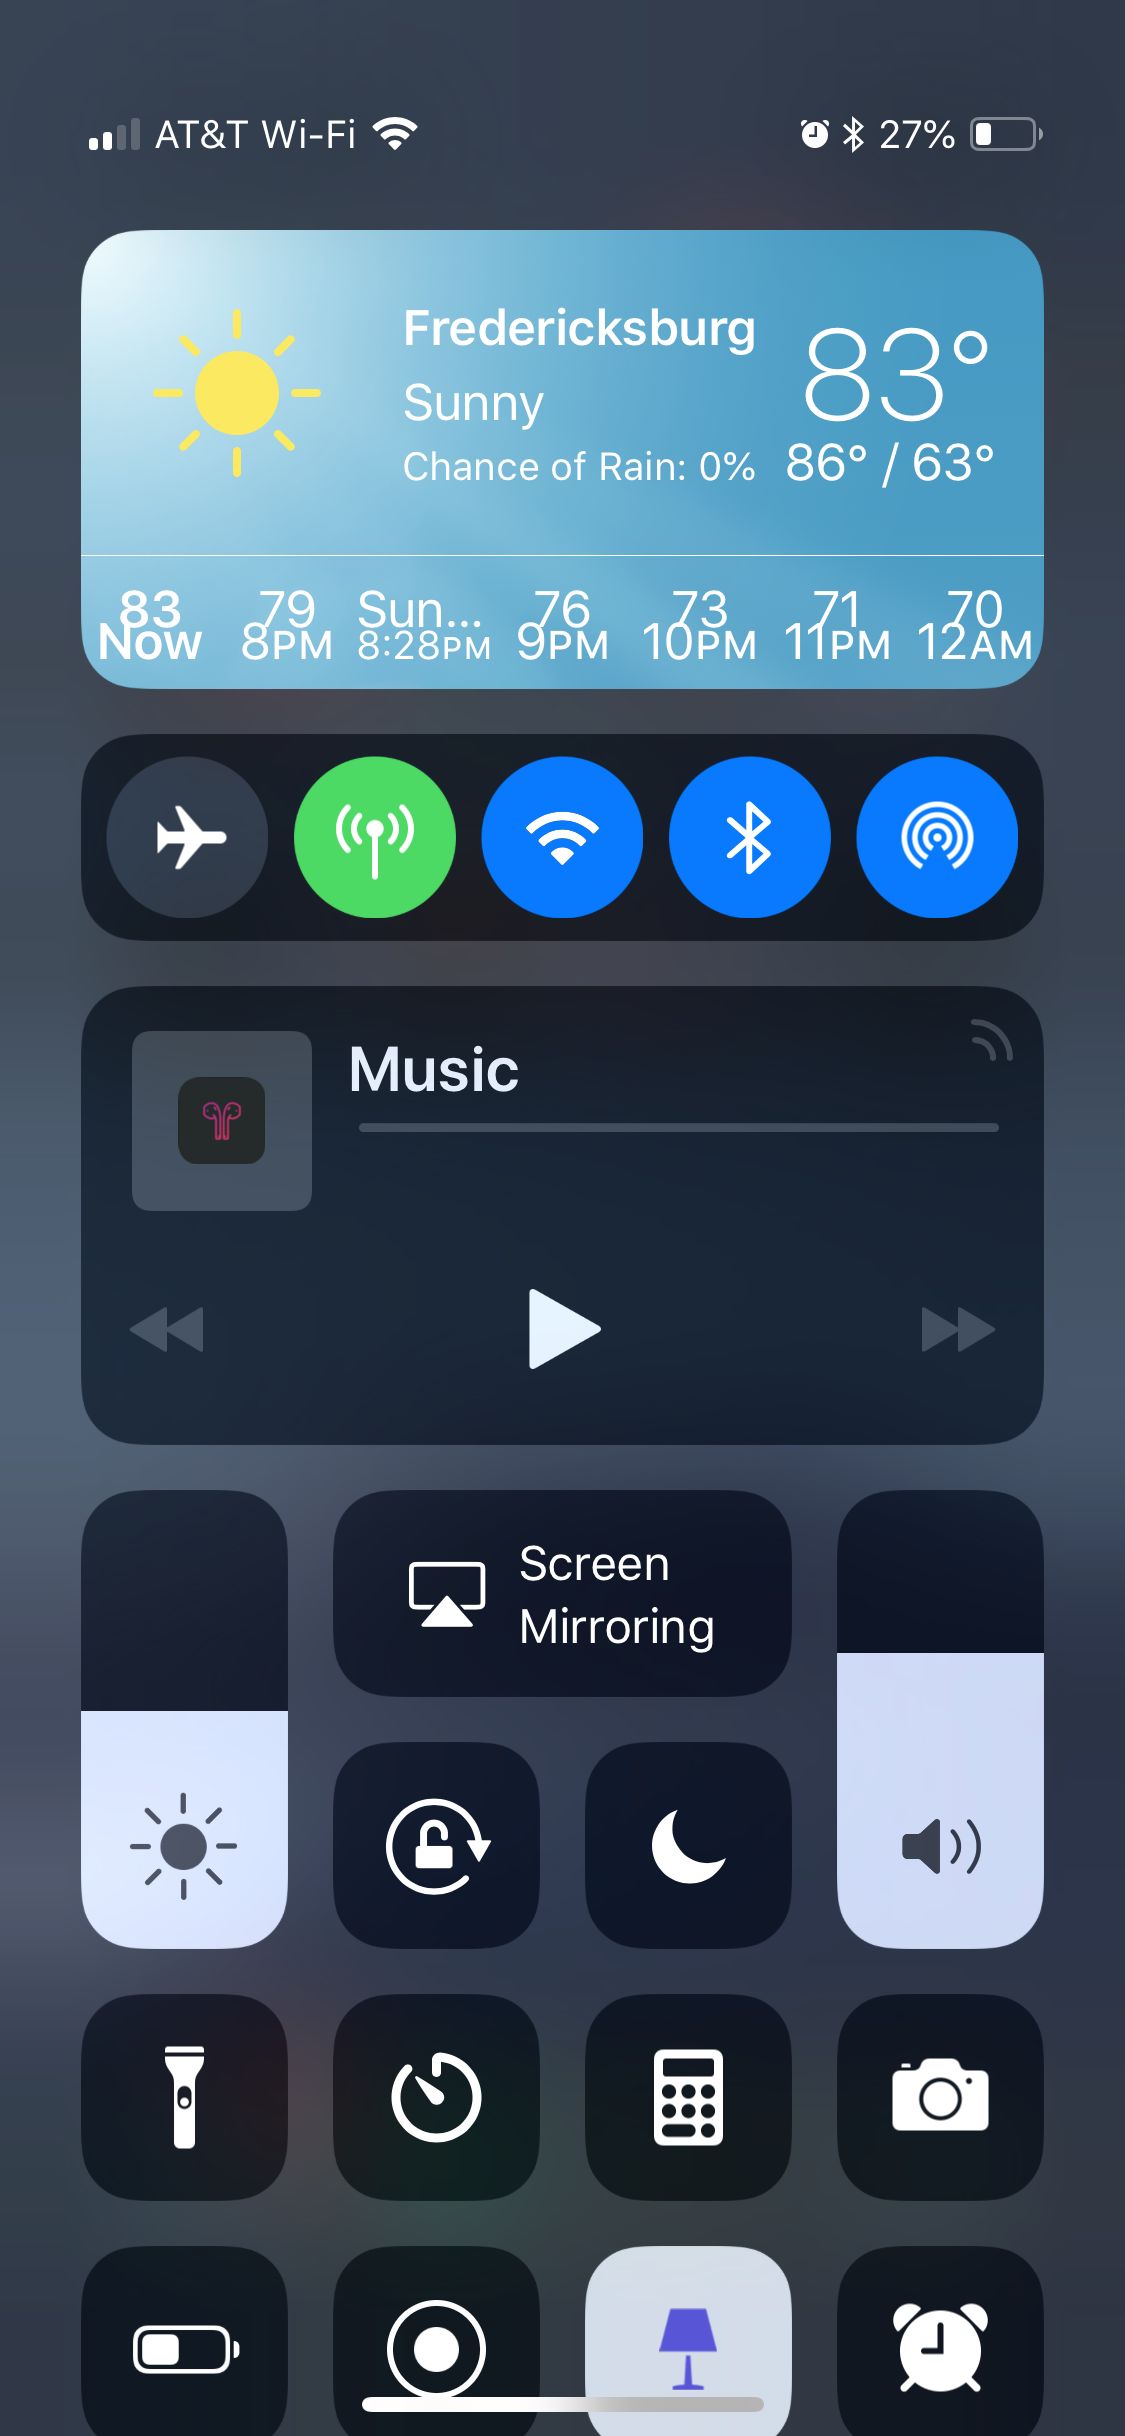 AT&T Wi-Fi 27%
Fredericksburg
83°
Sunny
Chance of Rain: 0% 86° / 63°
83 79 Sun... 76 73 71 70
Now 8PM 8:28PM 9PM 10PM 11PM 12AM
Music
Screen
Mirroring